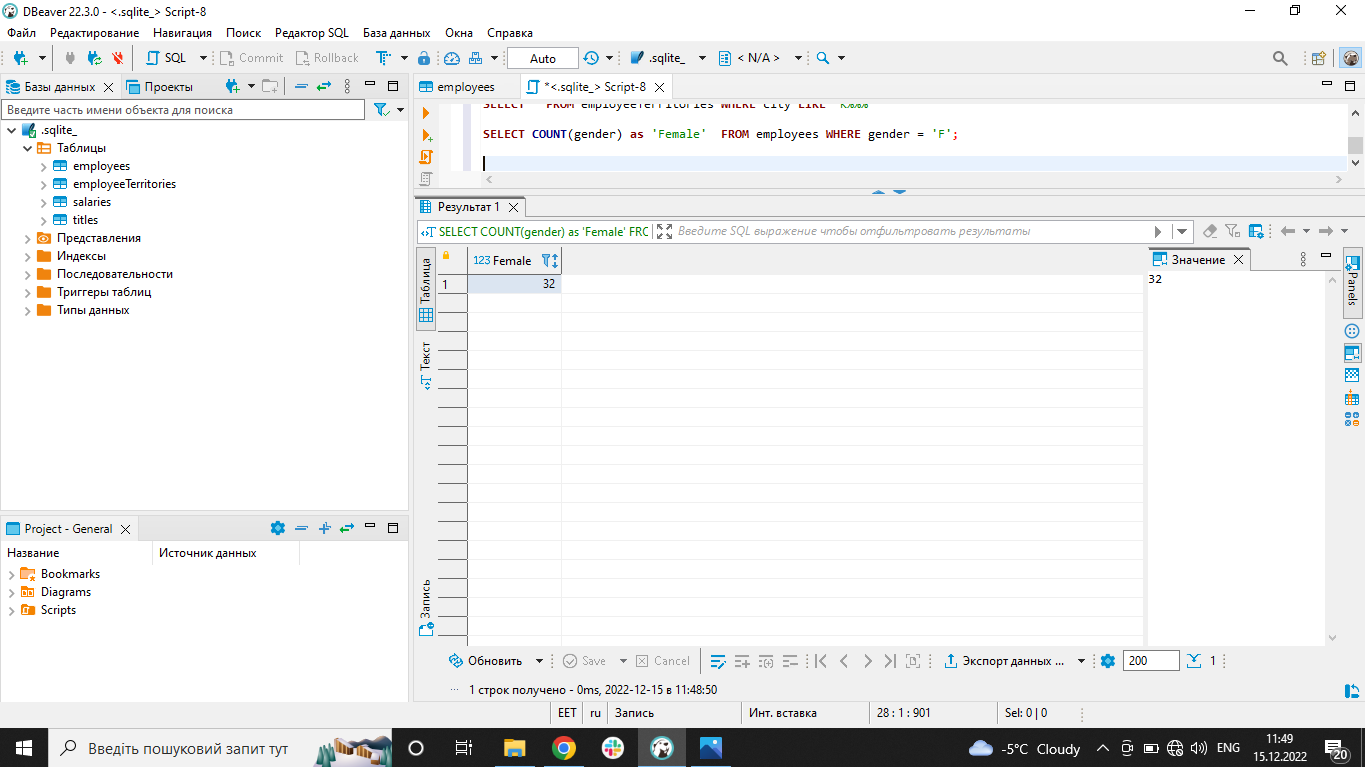 DBeaver 22.3.0 - <.sqlite_> Script-8
Файл Редактирование Навигация Поиск Редактор SQL База данных Окна Справка
SQL Commit Rollback Auto .sqlite_ < N/A >
Базы данных Проекты
Введите часть имени объекта для поиска
.sqlite_
Таблицы
employees
employeeTerritories
salaries
titles
Представления
Индексы
Последовательности
Триггеры таблиц
Типы данных
Project - General
Название Источник данных
Bookmarks
Diagrams
Scripts
employees *<.sqlite_> Script-8
FROM employeeTerritories WHERE City LIKE
SELECT COUNT(gender) as 'Female' FROM employees WHERE gender = 'F';
Результат 1
SELECT COUNT(gender) as 'Female' FRO Введите SQL выражение чтобы отфильтровать результаты
Таблица
Текст
Запись
123 Female
1 32
Значение
32
Panels
Обновить Save Cancel Экспорт данных ... 200 1
1 строк получено - 0ms, 2022-12-15 в 11:48:50
EET ru Запись Инт. вставка 28 : 1 : 901 Sel: 0 | 0
Введіть пошуковий запит тут
-5°C Cloudy ENG 11:49
15.12.2022
20